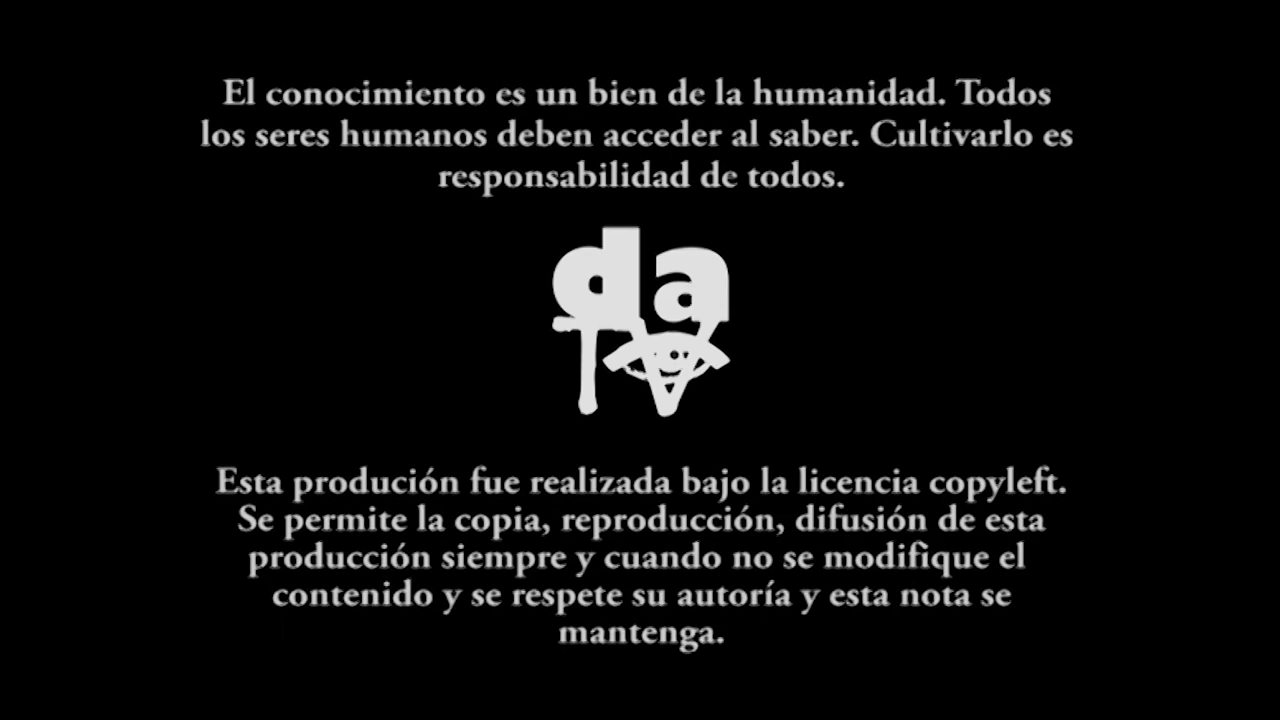 El conocimiento es un bien de la humanidad. Todos
los seres humanos deben acceder al saber. Cultivarlo es
responsabilidad de todos.
da
TV
Esta produción fue realizada bajo la licencia copyleft.
Se permite la copia, reproducción, difusión de esta
producción siempre y cuando no se modifique el
contenido y se respete su autoría y esta nota se
mantenga.